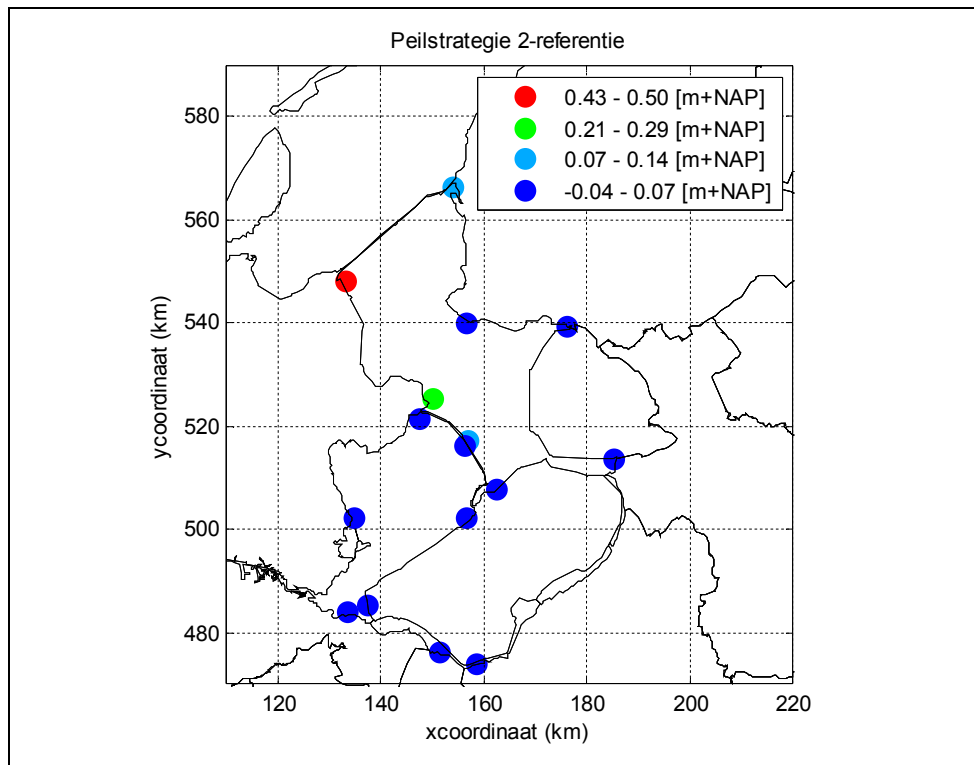 Peilstrategie 2-referentie
0.43 - 0.50 [m+NAP]
0.21 - 0.29 [m+NAP]
0.07 - 0.14 [m+NAP]
-0.04 - 0.07 [m+NAP]
580
560
540
520
500
480
ycoordinaat (km)
120 140 160 180 200 220
xcoordinaat (km)